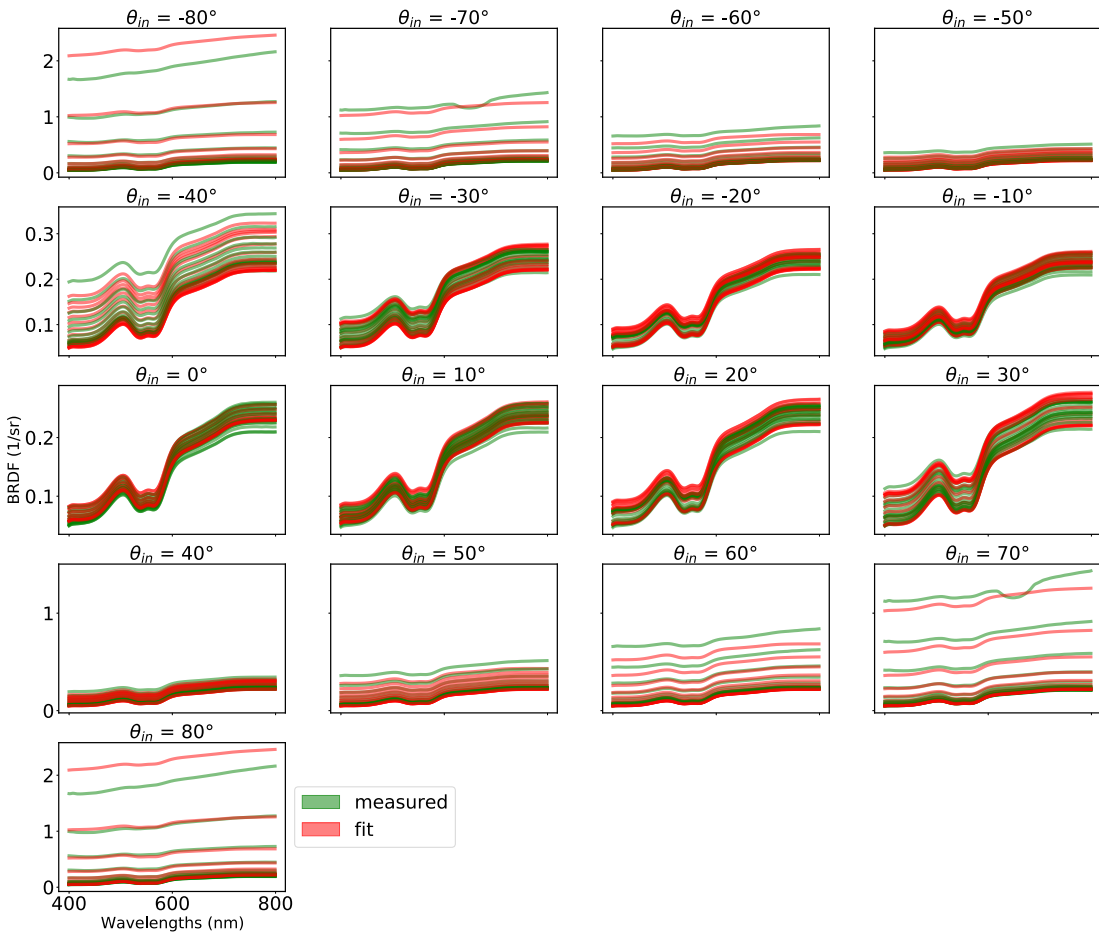 θin = -80° θin = -70° θin = -60° θin = -50°
2
1
0
θin = -40° θin = -30° θin = -20° θin = -10°
0.3
0.2
0.1
θin = 0° θin = 10° θin = 20° θin = 30°
BRDF (1/sr)
0.2
0.1
θin = 40° θin = 50° θin = 60° θin = 70°
1
0
θin = 80°
2
1
0
measured
fit
400 600 800
Wavelengths (nm)